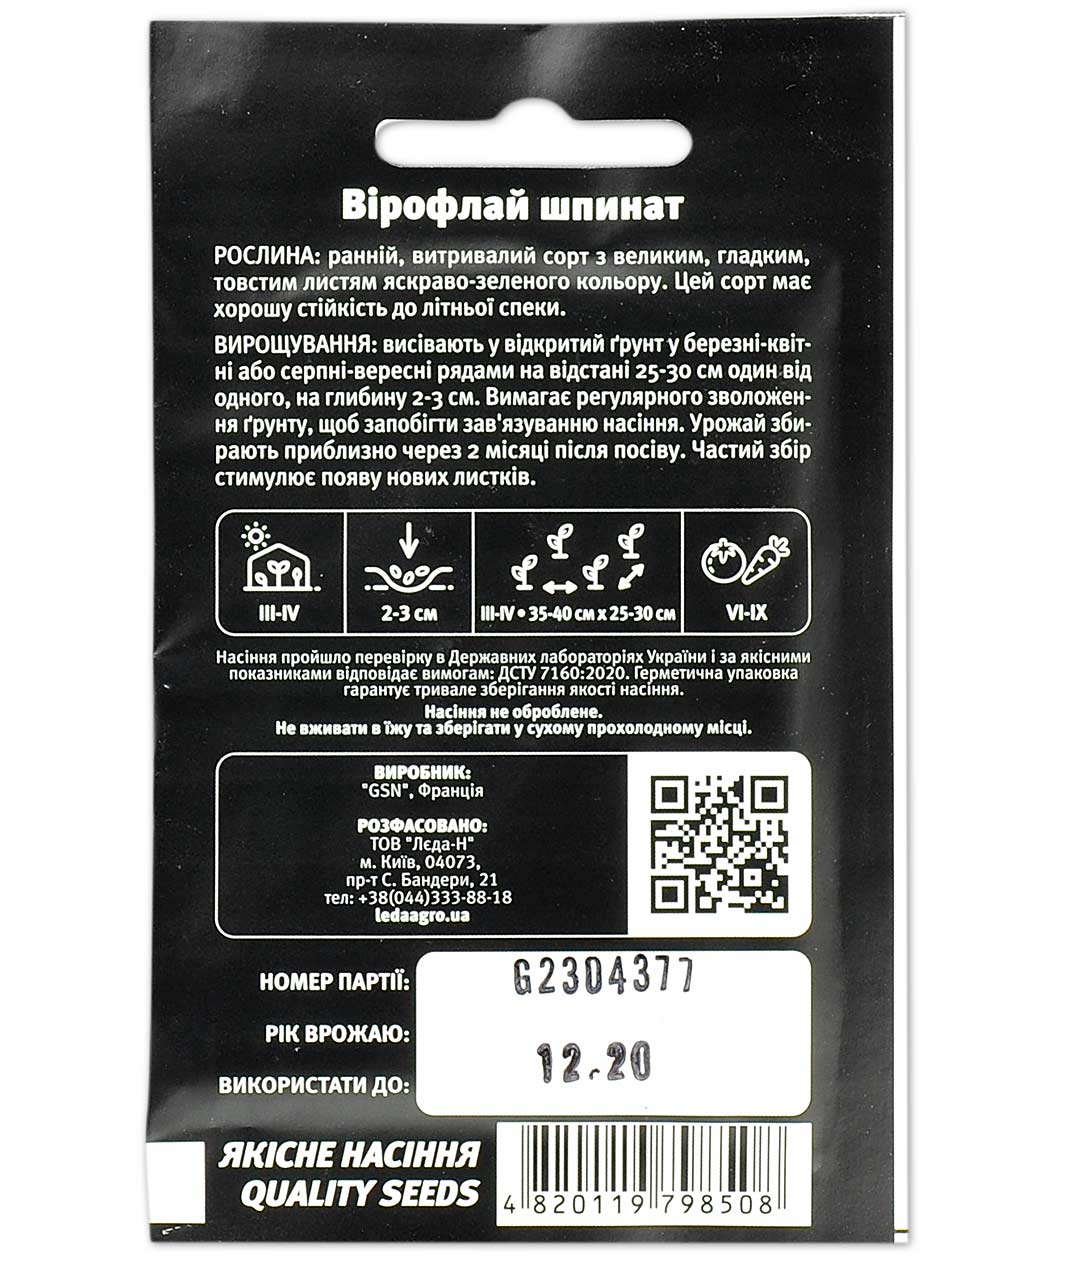 Вірофлай шпинат
РОСЛИНА: ранній, витривалий сорт з великим, гладким,
товстим листям яскраво-зеленого кольору. Цей сорт має
хорошу стійкість до літньої спеки.
ВИРОЩУВАННЯ: висівають у відкритий ґрунт у березні-квіт-
ні або серпні-вересні рядами на відстані 25-30 см один від
одного, на глибину 2-3 см. Вимагає регулярного зволожен-
ня ґрунту, щоб запобігти зав'язуванню насіння. Урожай зби-
рають приблизно через 2 місяці після посіву. Частий збір
стимулює появу нових листків.
III-IV
2-3 см
III-IV • 35-40 см х 25-30 см
VI-IX
Насіння пройшло перевірку в Державних лабораторіях України і за якісними
показниками відповідає вимогам: ДСТУ 7160:2020. Герметична упаковка
гарантує тривале зберігання якості насіння.
Насіння не оброблене.
Не вживати в їжу та зберігати у сухому прохолодному місці.
ВИРОБНИК:
"GSN", Франція
РОЗФАСОВАНО:
ТОВ "Лєда-Н"
м. Київ, 04073,
пр-т С. Бандери, 21
тел: +38(044)333-88-18
ledaagro.ua
НОМЕР ПАРТІЇ: G2304377
РІК ВРОЖАЮ: 12.20
ВИКОРИСТАТИ ДО:
ЯКІСНЕ НАСІННЯ
QUALITY SEEDS
4 820119 798508